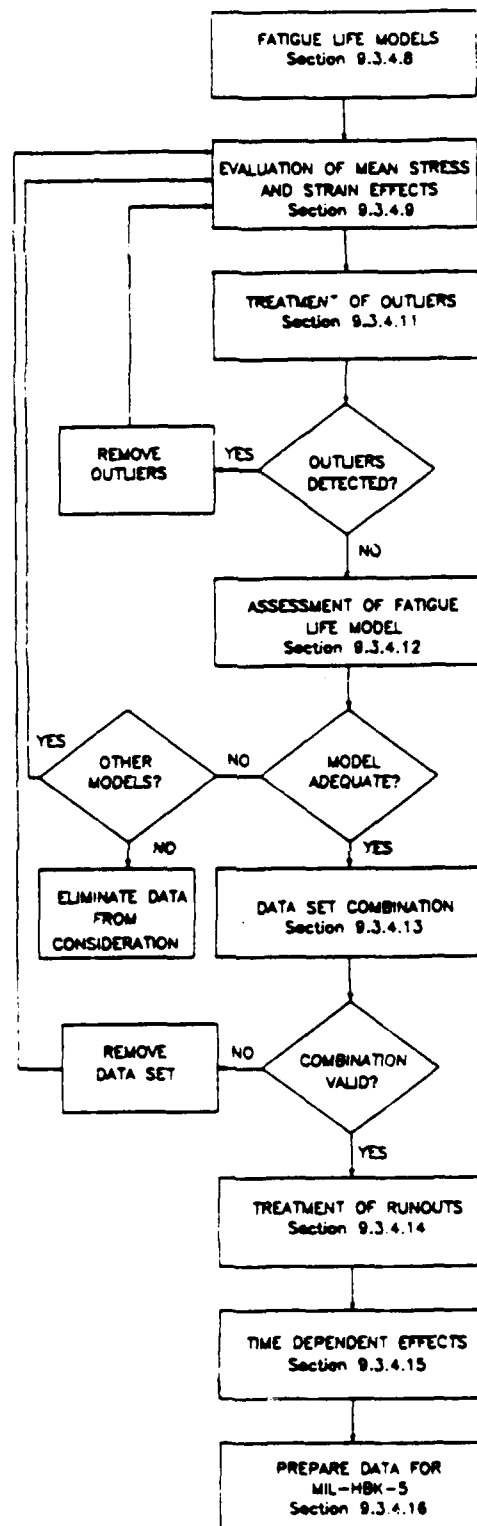 FATIGUE LIFE MODELS
Section 9.3.4.8
EVALUATION OF MEAN STRESS
AND STRAIN EFFECTS
Section 9.3.4.9
TREATMENT OF OUTLIERS
Section 9.3.4.11
REMOVE
OUTLIERS
YES
OUTLIERS
DETECTED?
NO
ASSESSMENT OF FATIGUE
LIFE MODEL
Section 9.3.4.12
YES
OTHER
MODELS?
NO
MODEL
ADEQUATE?
NO
YES
ELIMINATE DATA
FROM
CONSIDERATION
DATA SET COMBINATION
Section 9.3.4.13
REMOVE
DATA SET
NO
COMBINATION
VALID?
YES
TREATMENT OF RUNOUTS
Section 9.3.4.14
TIME DEPENDENT EFFECTS
Section 9.3.4.15
PREPARE DATA FOR
MIL-HBK-5
Section 9.3.4.16